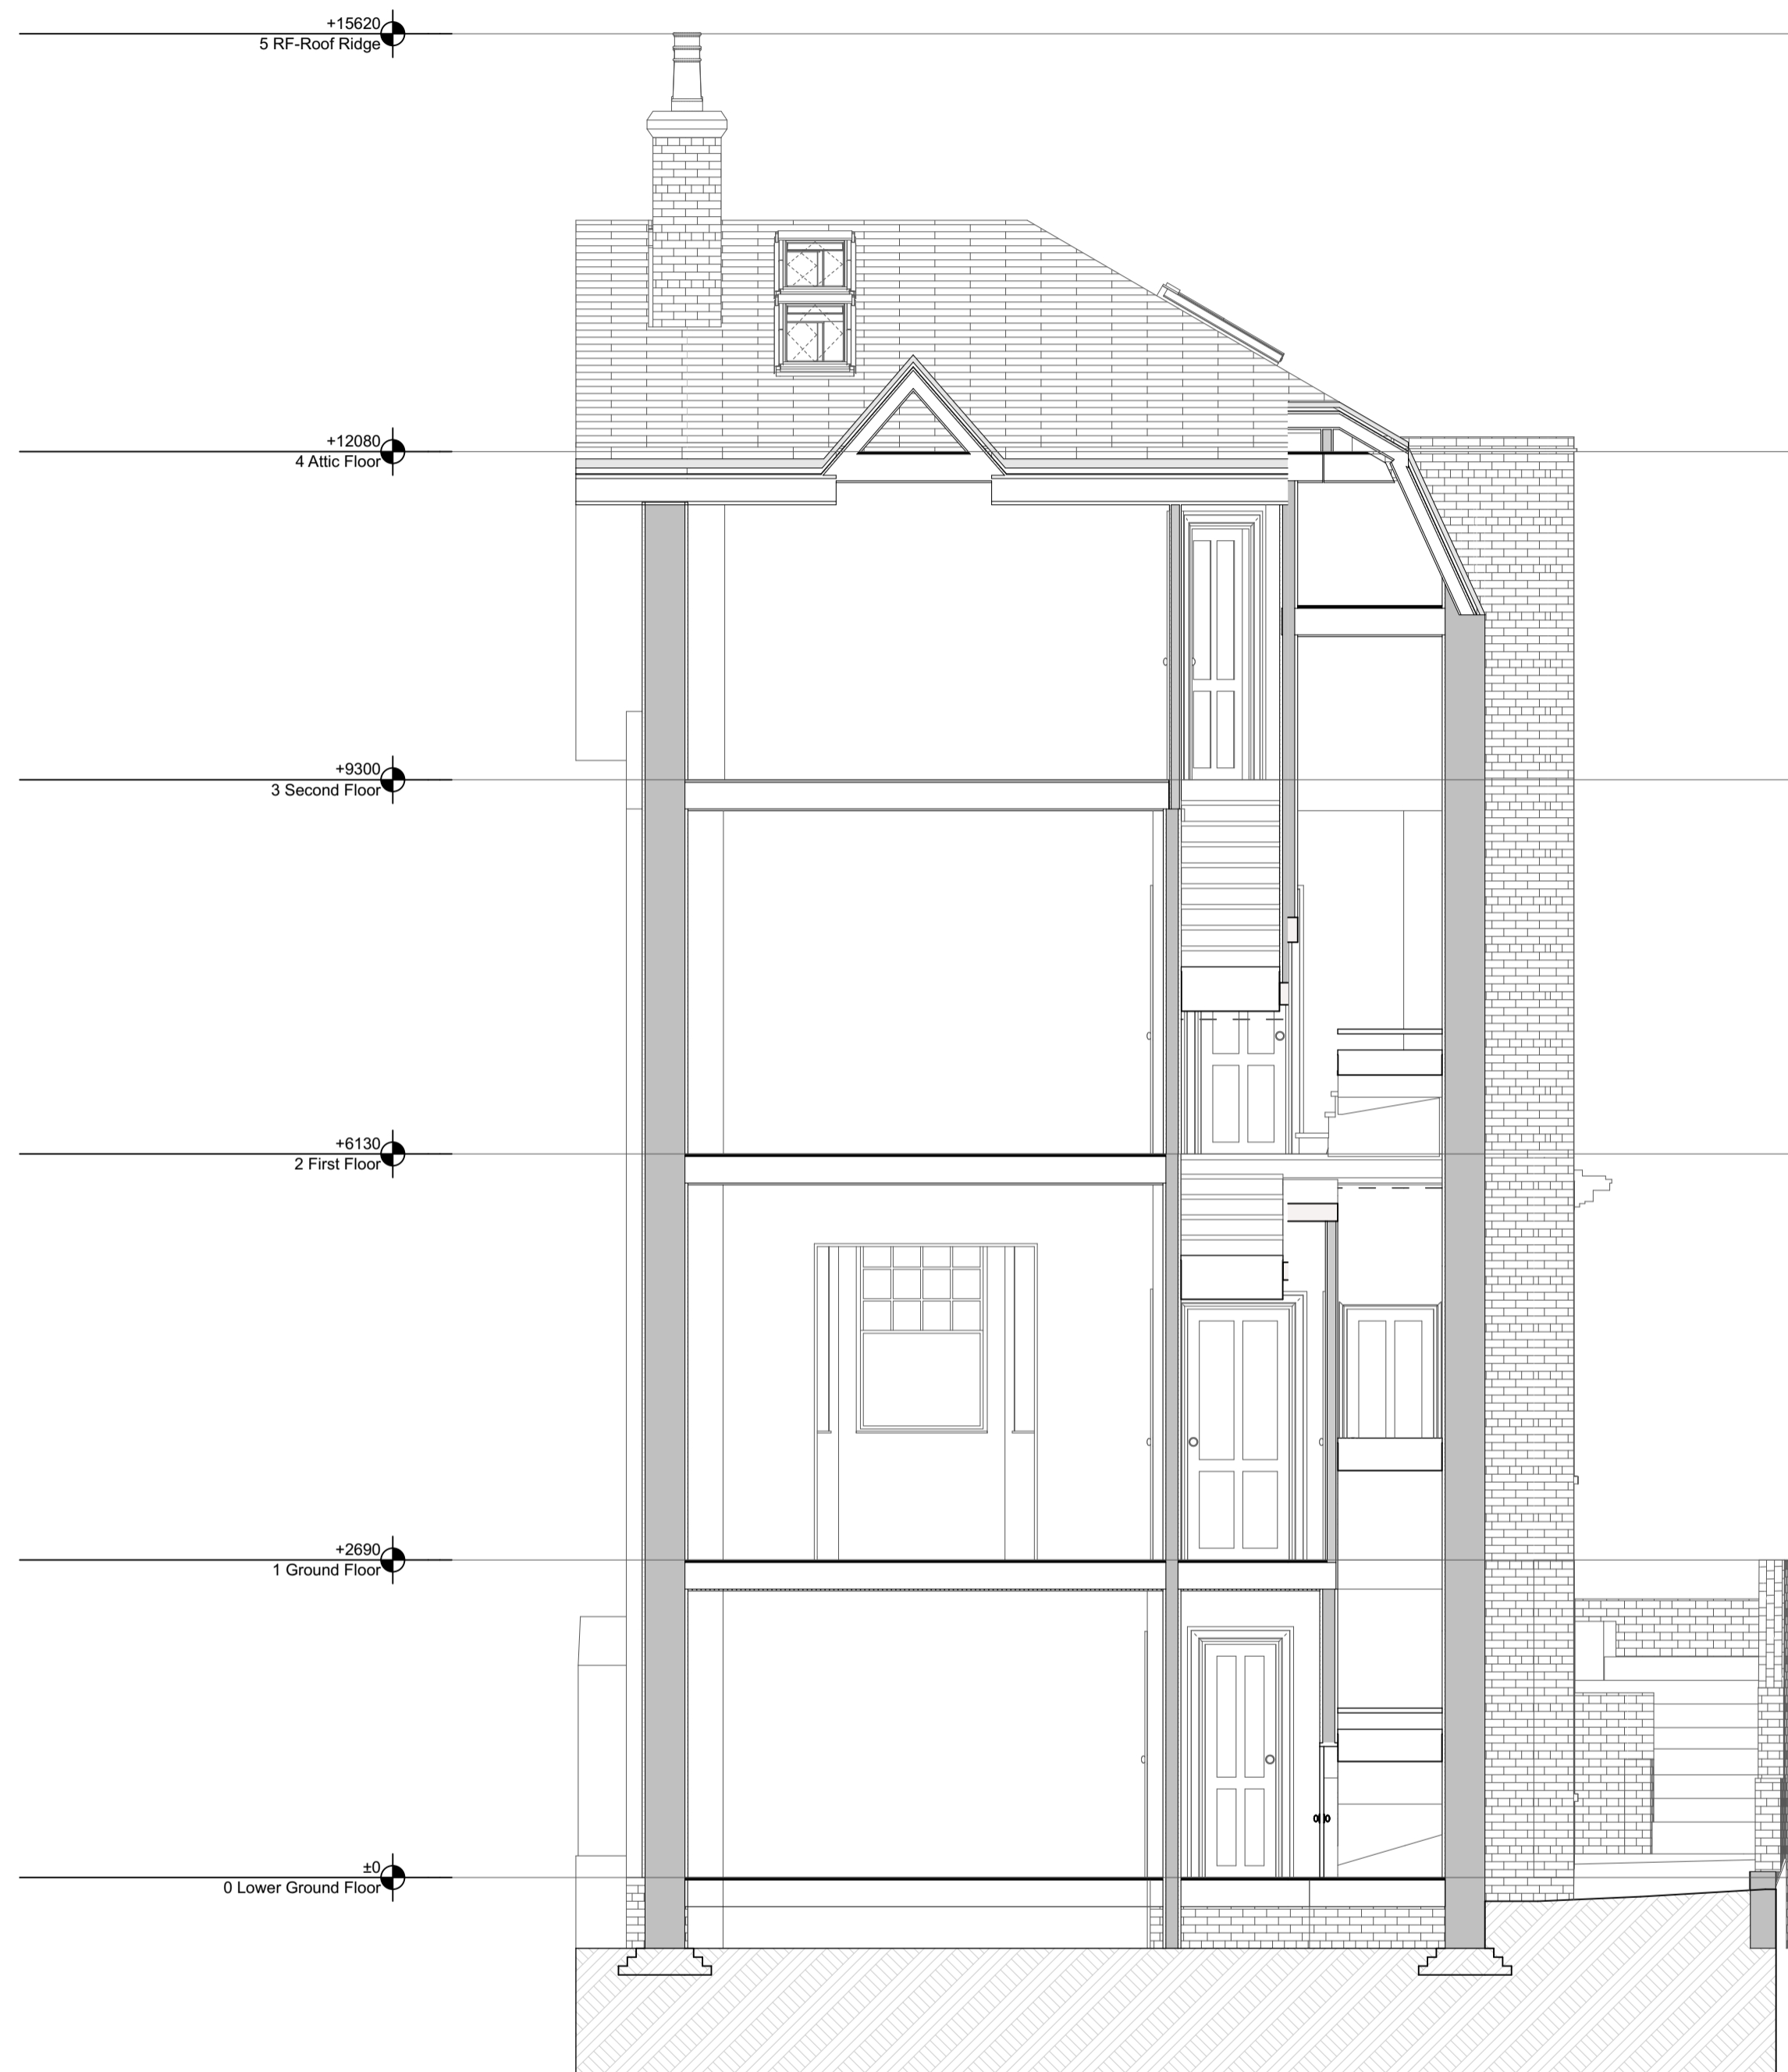 +15620
5 RF-Roof Ridge
+12080
4 Attic Floor
+9300
3 Second Floor
+6130
2 First Floor
+2690
1 Ground Floor
±0
0 Lower Ground Floor